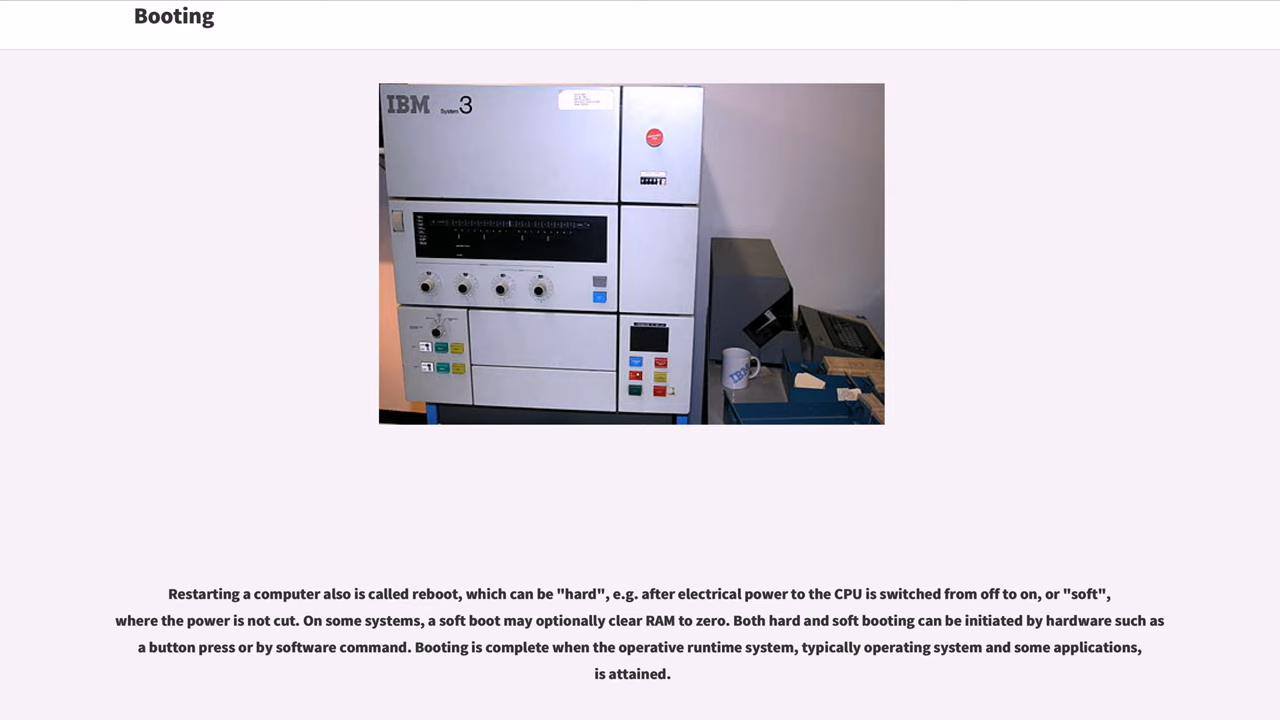 Booting
IBM System 3
IBM
Restarting a computer also is called reboot, which can be "hard", e.g. after electrical power to the CPU is switched from off to on, or "soft",
where the power is not cut. On some systems, a soft boot may optionally clear RAM to zero. Both hard and soft booting can be initiated by hardware such as
a button press or by software command. Booting is complete when the operative runtime system, typically operating system and some applications,
is attained.